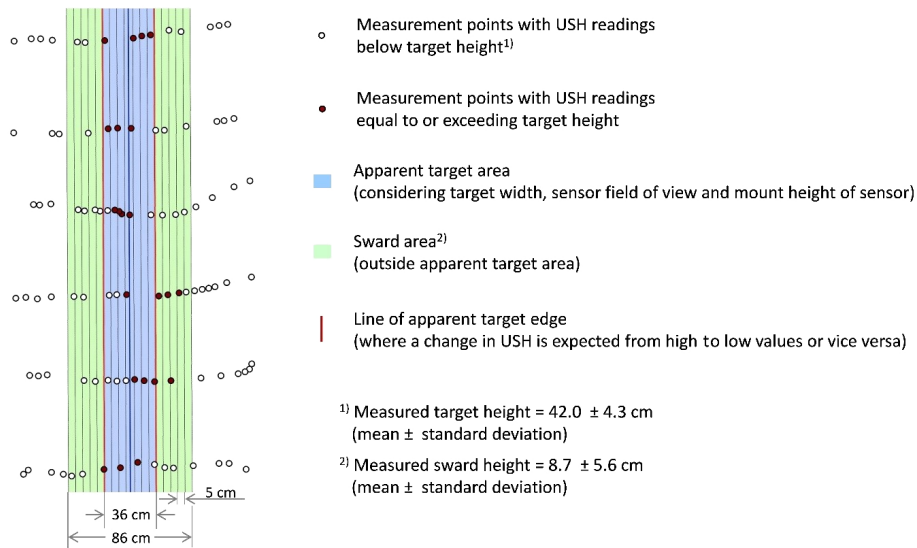 Measurement points with USH readings
below target height1)
Measurement points with USH readings
equal to or exceeding target height
Apparent target area
(considering target width, sensor field of view and mount height of sensor)
Sward area2)
(outside apparent target area)
Line of apparent target edge
(where a change in USH is expected from high to low values or vice versa)
1) Measured target height = 42.0 ± 4.3 cm
(mean ± standard deviation)
2) Measured sward height = 8.7 ± 5.6 cm
(mean ± standard deviation)
5 cm
36 cm
86 cm